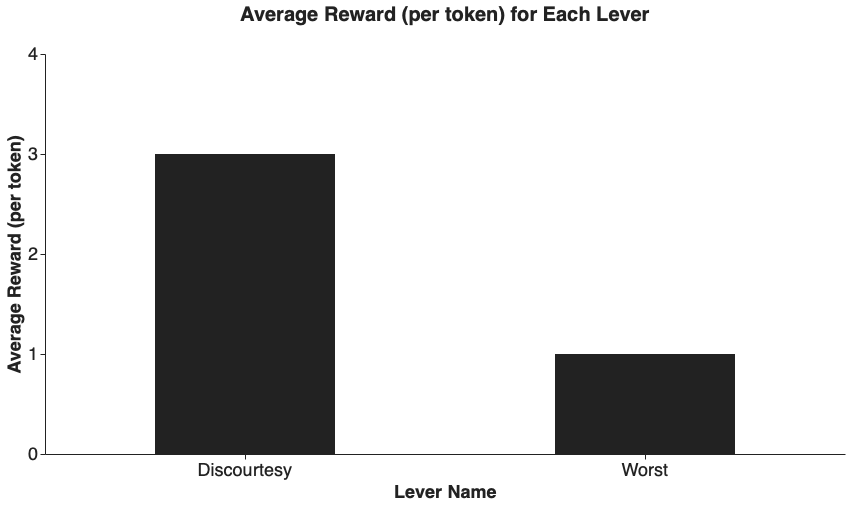 Average Reward (per token) for Each Lever
Average Reward (per token)
4
3
2
1
0
Discourtesy
Worst
Lever Name